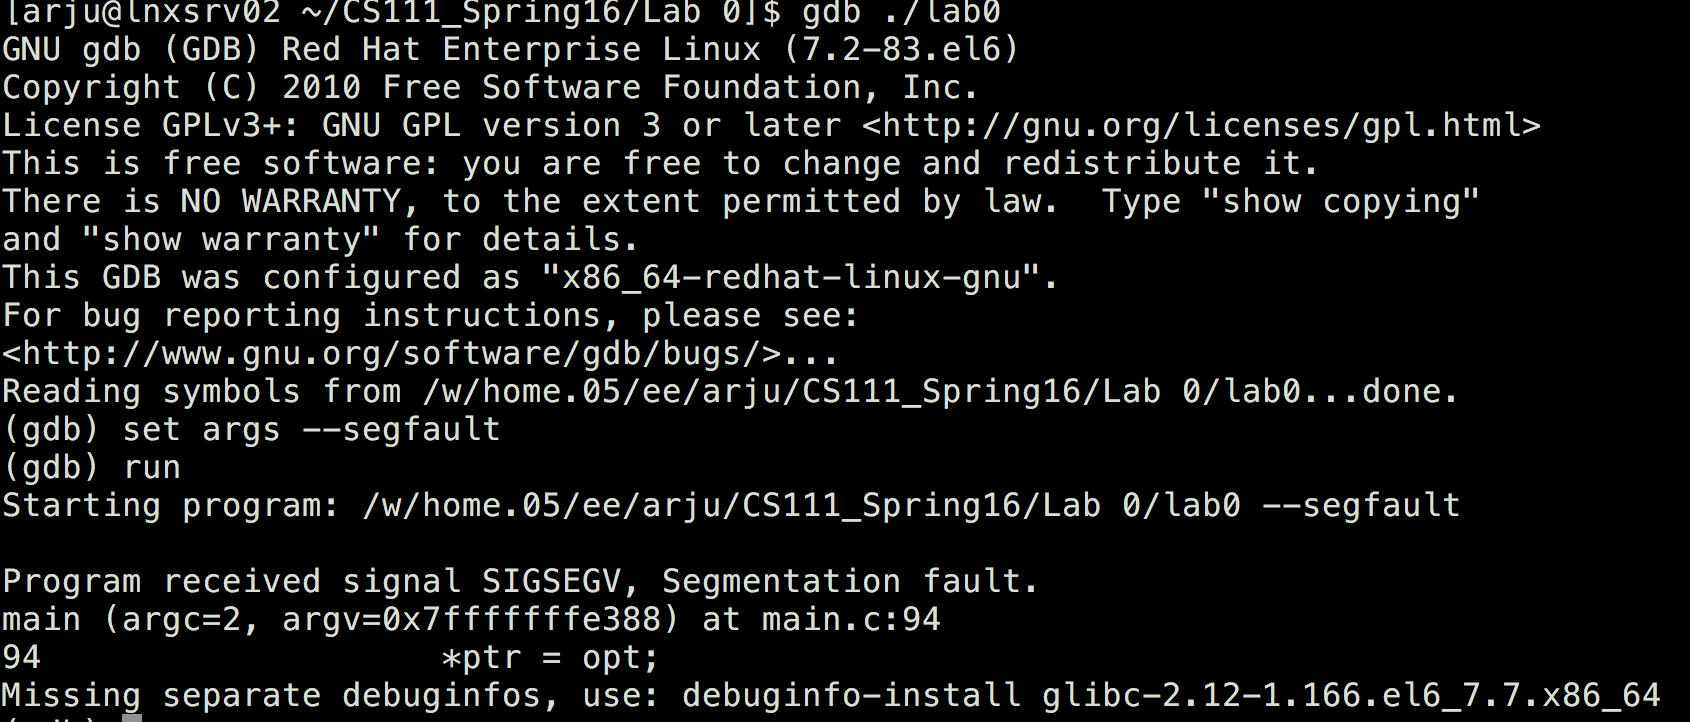 [arju@lnxsrv02 ~/CS111_Spring16/Lab 0]$ gdb ./lab0
GNU gdb (GDB) Red Hat Enterprise Linux (7.2-83.el6)
Copyright (C) 2010 Free Software Foundation, Inc.
License GPLv3+: GNU GPL version 3 or later <http://gnu.org/licenses/gpl.html>
This is free software: you are free to change and redistribute it.
There is NO WARRANTY, to the extent permitted by law.  Type "show copying"
and "show warranty" for details.
This GDB was configured as "x86_64-redhat-linux-gnu".
For bug reporting instructions, please see:
<http://www.gnu.org/software/gdb/bugs/>...
Reading symbols from /w/home.05/ee/arju/CS111_Spring16/Lab 0/lab0...done.
(gdb) set args --segfault
(gdb) run
Starting program: /w/home.05/ee/arju/CS111_Spring16/Lab 0/lab0 --segfault

Program received signal SIGSEGV, Segmentation fault.
main (argc=2, argv=0x7fffffffe388) at main.c:94
94                    *ptr = opt;
Missing separate debuginfos, use: debuginfo-install glibc-2.12-1.166.el6_7.7.x86_64
(gdb)